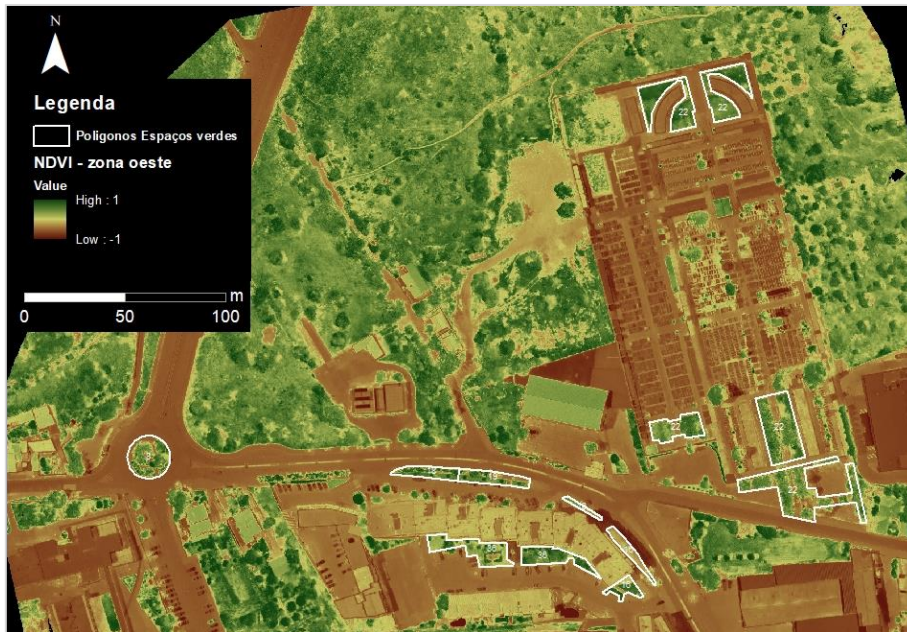 N
Legenda
Poligonos Espaços verdes
NDVI - zona oeste
Value
High : 1
Low : -1
m
0 50 100
22
22
22
22
22